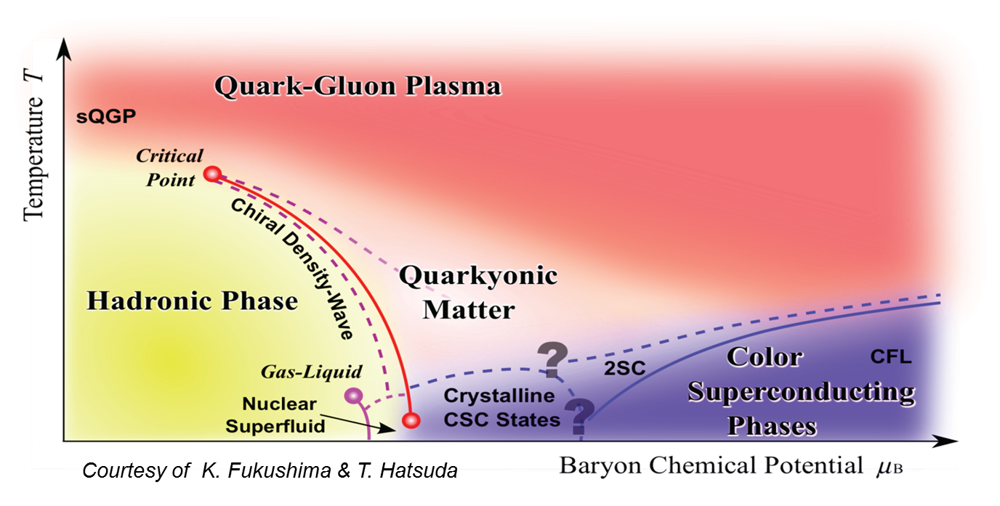 Temperature T
Quark-Gluon Plasma
sQGP
Critical
Point
Chiral Density-Wave
Hadronic Phase
Quarkyonic
Matter
Gas-Liquid
Nuclear
Superfluid
?
2SC
Crystalline
CSC States
?
Color
Superconducting
Phases
CFL
Courtesy of K. Fukushima & T. Hatsuda
Baryon Chemical Potential μB